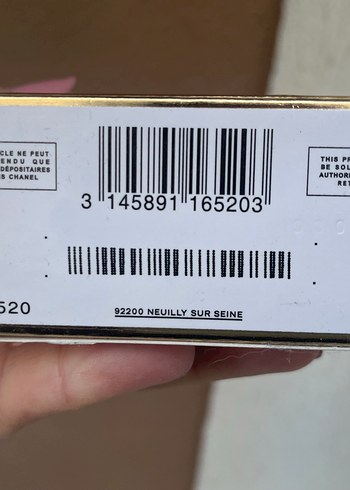 CLE NE PEUT
ENDU QUE
DÉPOSITAIRES
S CHANEL
THIS P
BE SOL
AUTHOR
RET
3 145891 165203
520
92200 NEUILLY SUR SEINE